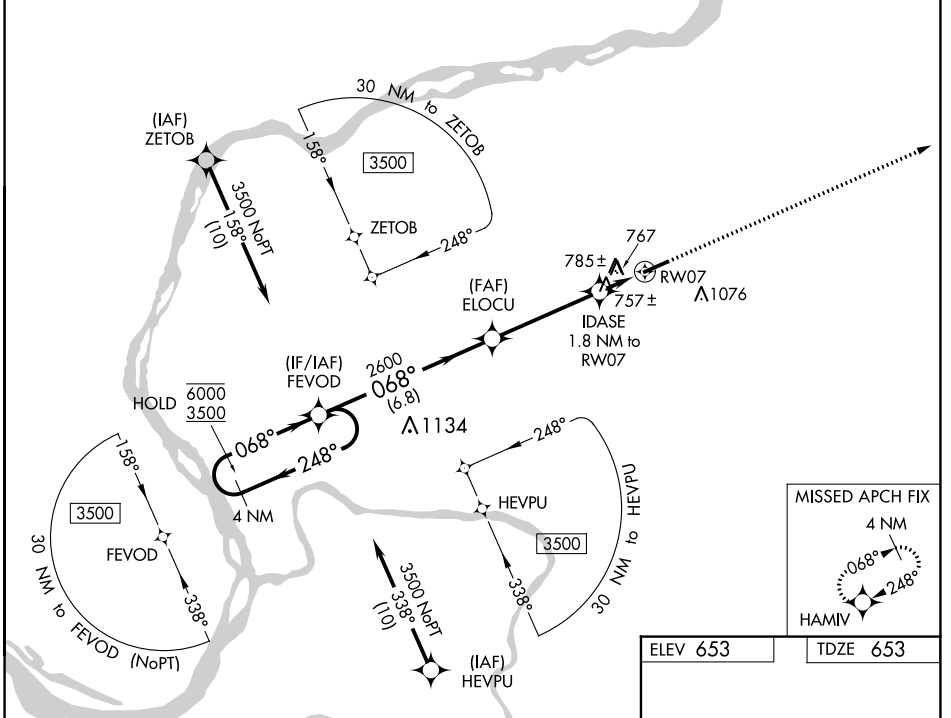 30 NM to ZETOB
(IAF)
ZETOB
158°
3500
3500 NoPT
158°
(10)
ZETOB
248°
767
785±
RW07
757±
1076
(FAF)
ELOCU
IDASE
1.8 NM to
RW07
2600
068°
(6.8)
(IF/IAF)
FEVOD
HOLD
6000
3500
1134
068°
248°
4 NM
158°
3500
FEVOD
338°
30 NM to FEVOD (NoPT)
248°
HEVPU
3500
338°
30 NM to HEVPU
3500 NoPT
338°
(10)
(IAF)
HEVPU
MISSED APCH FIX
4 NM
068°
248°
HAMIV
ELEV 653
TDZE 653